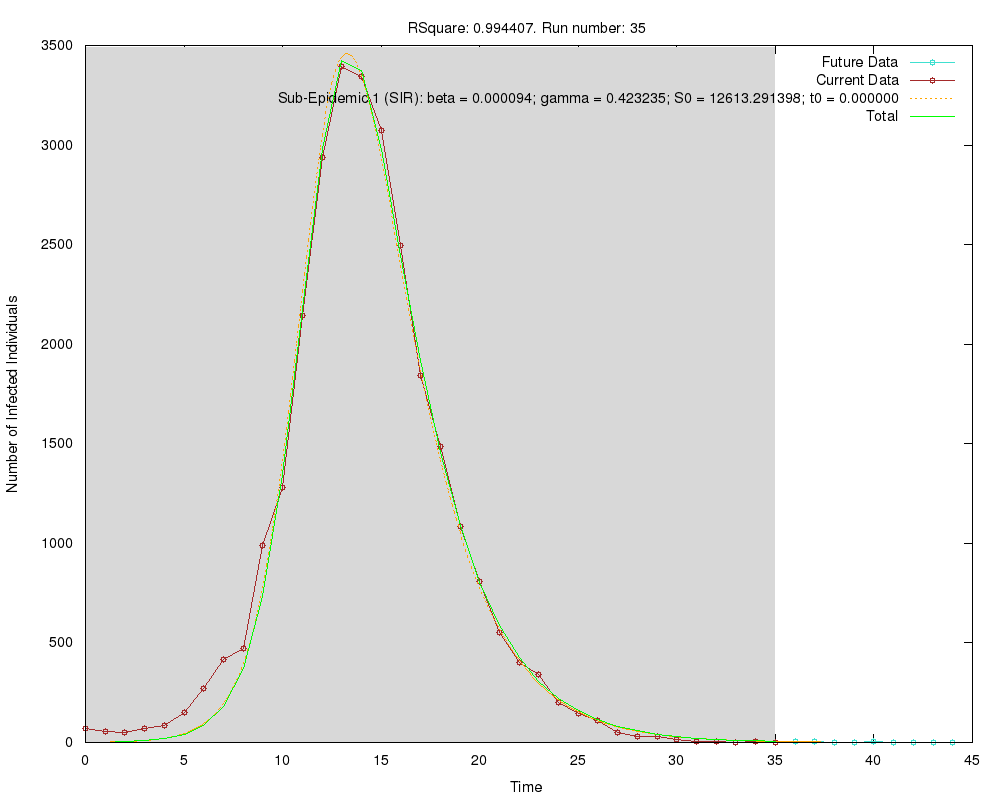 RSquare: 0.994407. Run number: 35
Future Data
Current Data
Sub-Epidemic 1 (SIR): beta = 0.000094; gamma = 0.423235; S0 = 12613.291398; t0 = 0.000000
Total
Number of Infected Individuals
3500
3000
2500
2000
1500
1000
500
0
0 5 10 15 20 25 30 35 40 45
Time